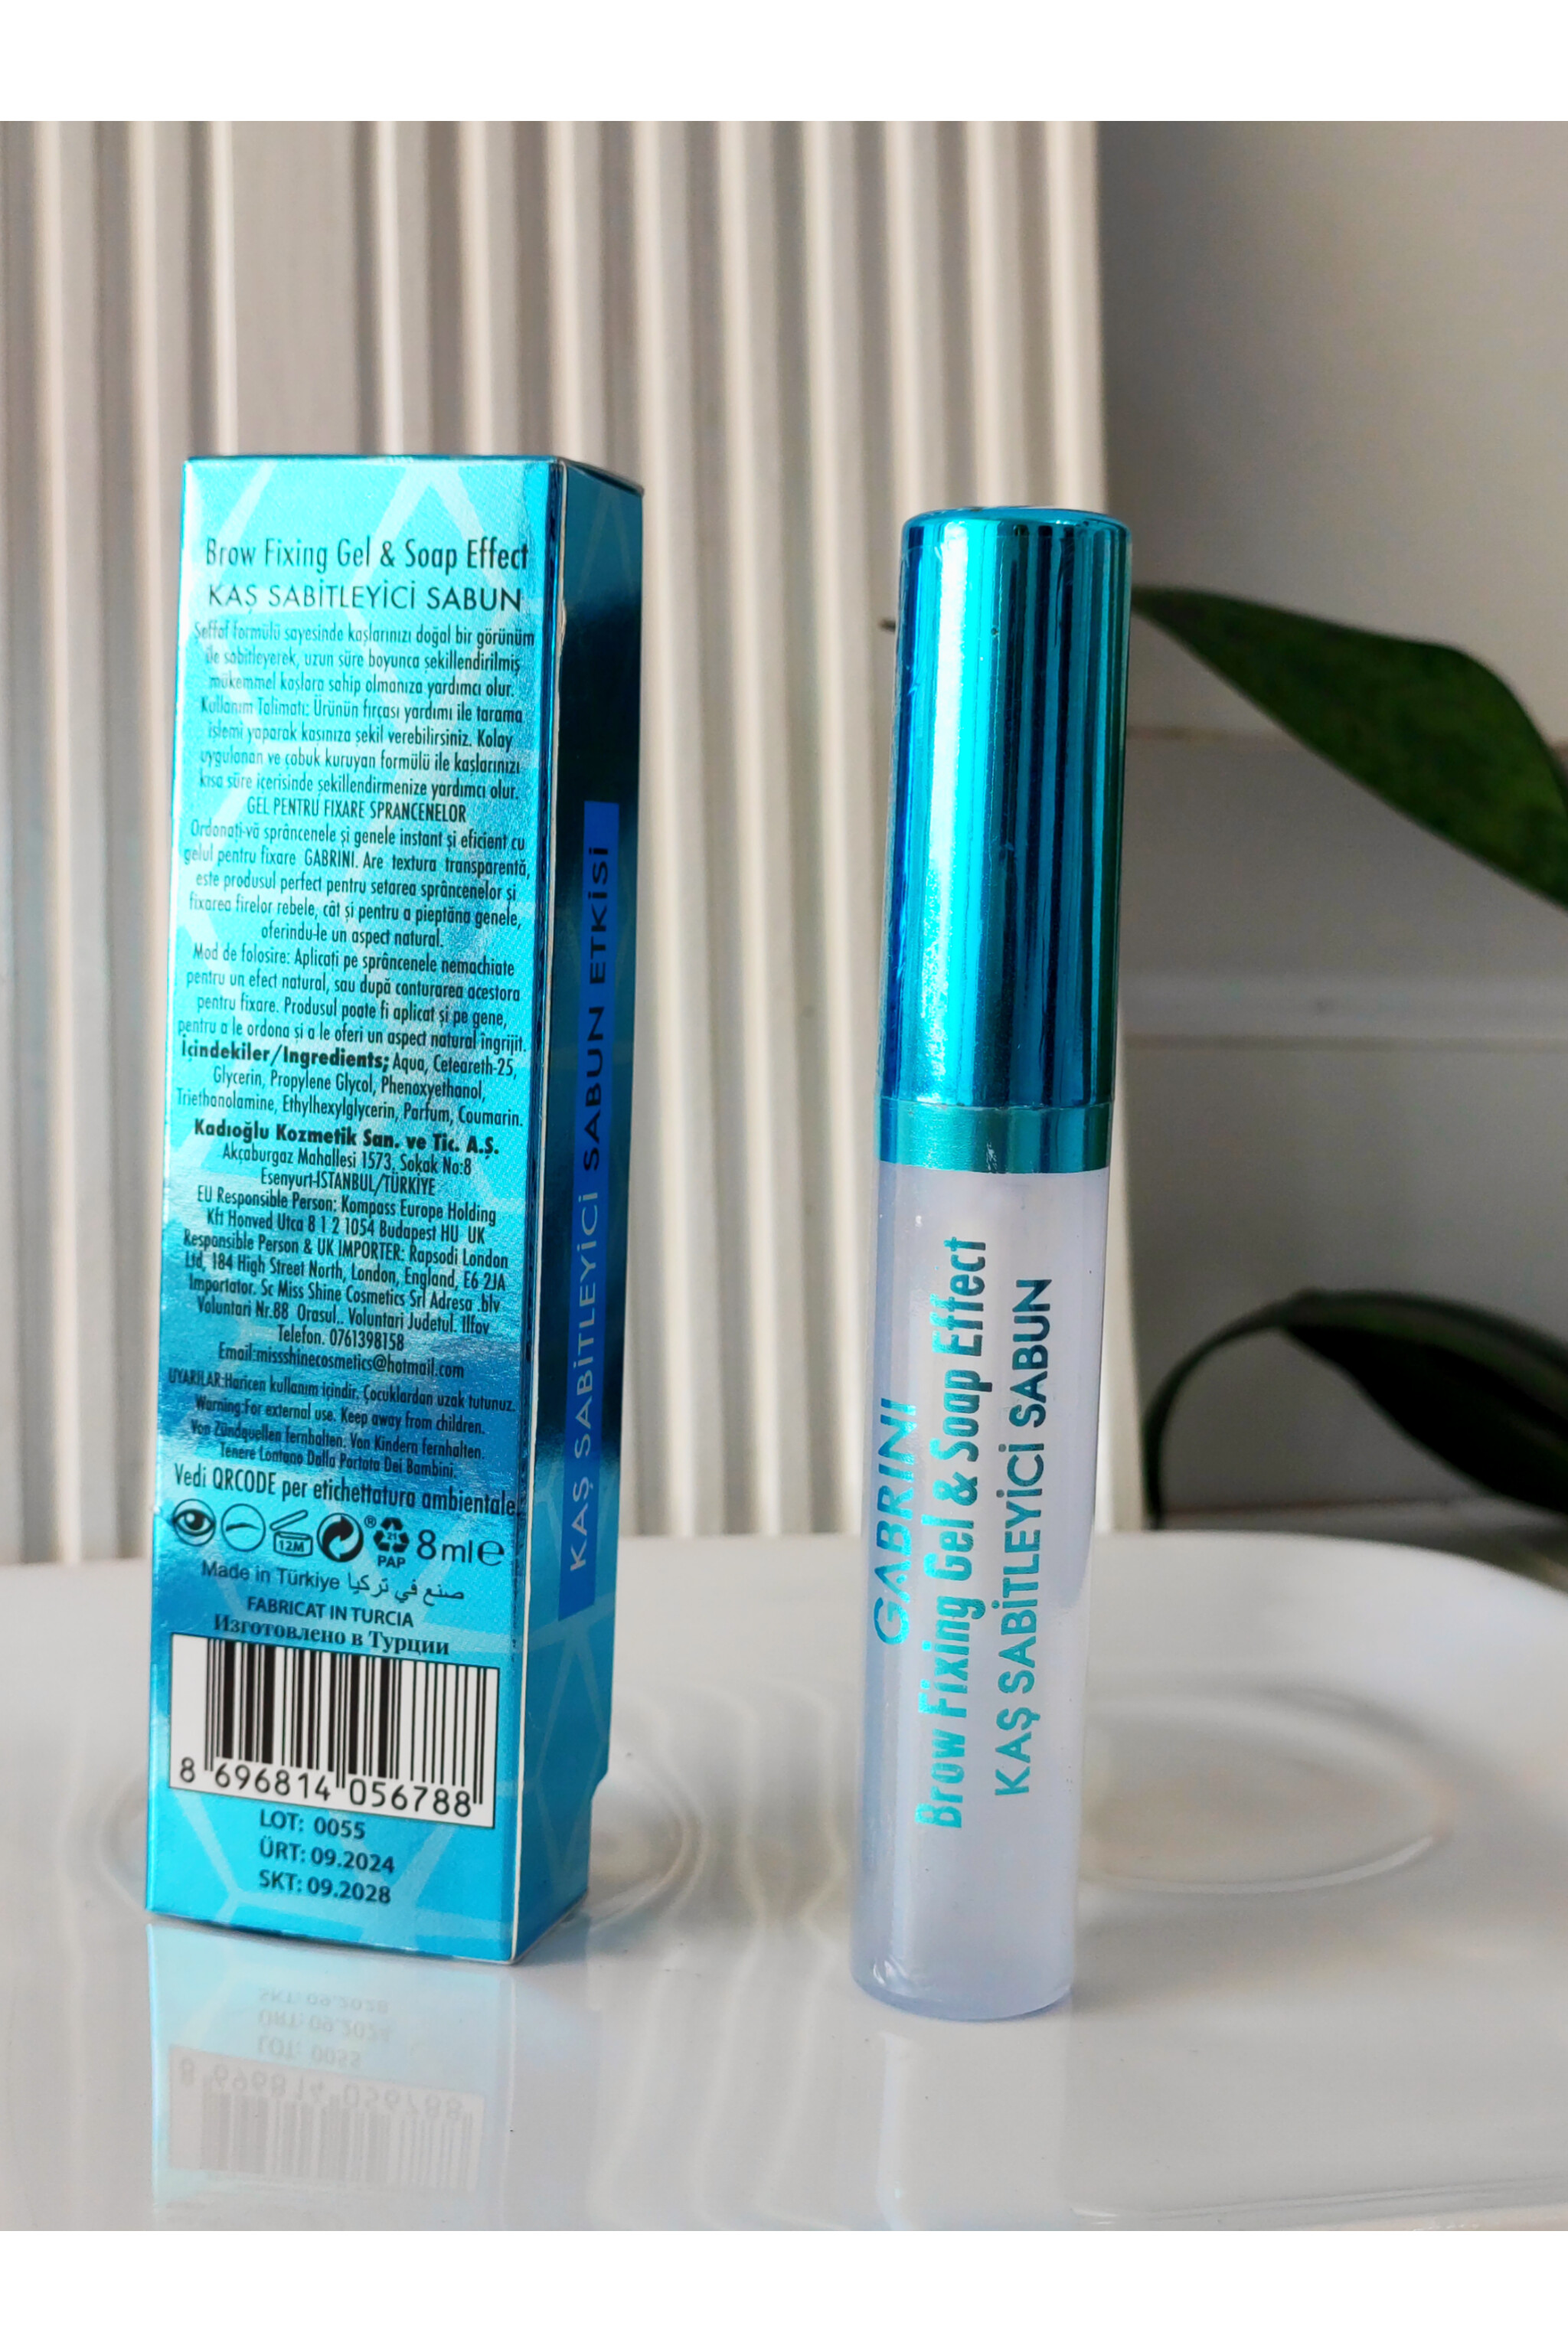 Brow Fixing Gel & Soap Effect
KAŞ SABİTLEYİCİ SABUN
Şeffaf formülü sayesinde kaşlarınızı doğal bir görünüm
ile sabitleyerek, uzun süre boyunca şekillendirilmiş
mükemmel kaşlara sahip olmanıza yardımcı olur.
Kullanım Talimatı: Ürünün fırçası yardımı ile tarama
işlemi yaparak kaşınıza şekil verebilirsiniz. Kolay
uygulanan ve çabuk kuruyan formülü ile kaşlarınızı
kısa süre içerisinde şekillendirmenize yardımcı olur.
GEL PENTRU FIXARE SPRANCENELOR
Ordonați-vă sprâncenele și genele instant și eficient cu
gelul pentru fixare GABRINI. Are textura transparentă,
este produsul perfect pentru setarea sprâncenelor și
fixarea firelor rebele, cât și pentru a pieptăna genele,
oferindu-le un aspect natural.
Mod de folosire: Aplicați pe sprâncenele nemachiate
pentru un efect natural, sau după conturarea acestora
pentru fixare. Produsul poate fi aplicat și pe gene,
pentru a le ordona și a le oferi un aspect natural îngrijit.
İçindekiler/Ingredients; Aqua, Ceteareth-25,
Glycerin, Propylene Glycol, Phenoxyethanol,
Triethanolamine, Ethylhexylglycerin, Parfum, Coumarin.
Kadıoğlu Kozmetik San. ve Tic. A.Ş.
Akçaburgaz Mahallesi 1573, Sokak No:8
Esenyurt-İSTANBUL/TÜRKİYE
EU Responsible Person: Kompass Europe Holding
Kft Honved Utca 8 1 2 1054 Budapest HU UK
Responsible Person & UK IMPORTER: Rapsodi London
Ltd, 184 High Street North, London, England, E6 2JA
Importator. Sc Miss Shine Cosmetics Srl Adresa .blv
Voluntari Nr.88 Orasul.. Voluntari Judetul. Ilfov
Telefon. 0761398158
Email:missshinecosmetics@hotmail.com
UYARILAR:Haricen kullanım içindir. Çocuklardan uzak tutunuz.
Warning:For external use. Keep away from children.
Von Zündquellen fernhalten. Von Kindern fernhalten.
Tenere Lontano Dalla Portata Dei Bambini.
Vedi QRCODE per etichettatura ambientale
12M ® 21 PAP 8ml e
Made in Türkiye صنع في تركيا
FABRICAT IN TURCIA
Изготовлено в Турции
8 696814 056788
LOT: 0055
ÜRT: 09.2024
SKT: 09.2028
KAŞ SABİTLEYİCİ SABUN ETKİSİ
GABRINI
Brow Fixing Gel & Soap Effect
KAŞ SABİTLEYİCİ SABUN